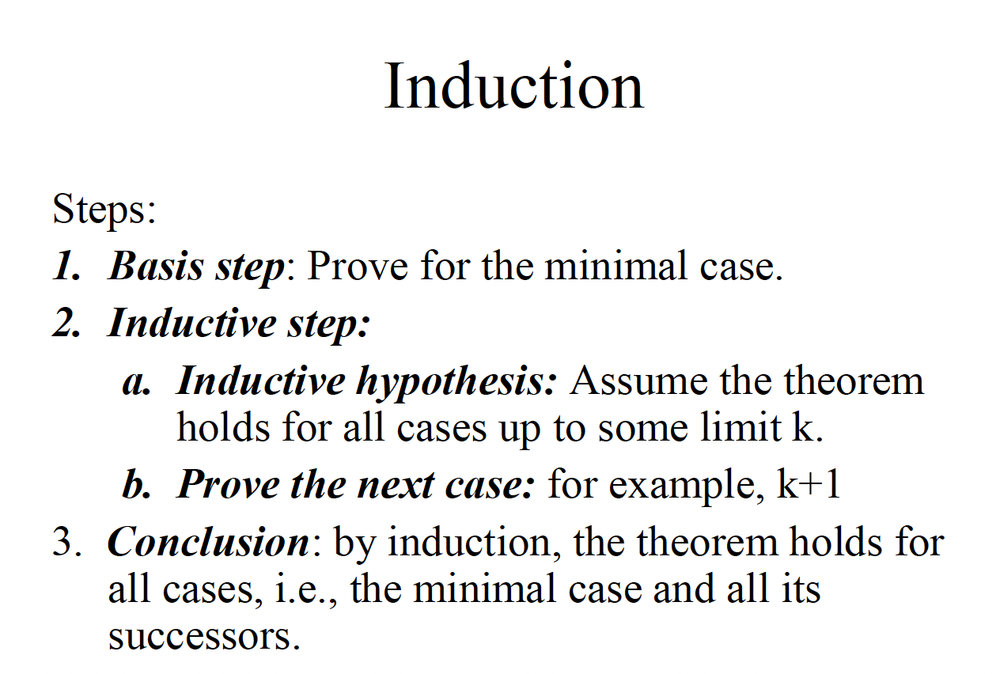 Induction
Steps:
1. Basis step: Prove for the minimal case.
2. Inductive step:
a. Inductive hypothesis: Assume the theorem
holds for all cases up to some limit k.
b. Prove the next case: for example, k+1
3. Conclusion: by induction, the theorem holds for
all cases, i.e., the minimal case and all its
successors.